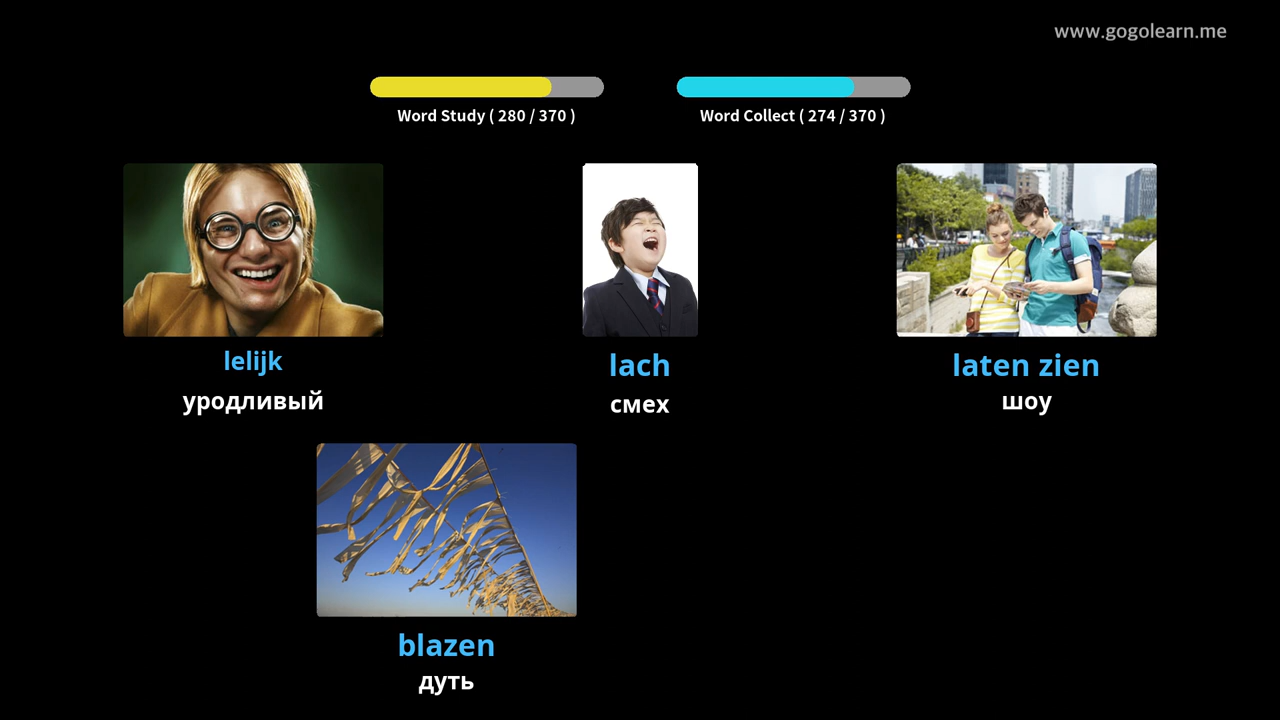 www.gogolearn.me
Word Study ( 280 / 370 )
Word Collect ( 274 / 370 )
lelijk
уродливый
lach
смех
laten zien
шоу
blazen
дуть